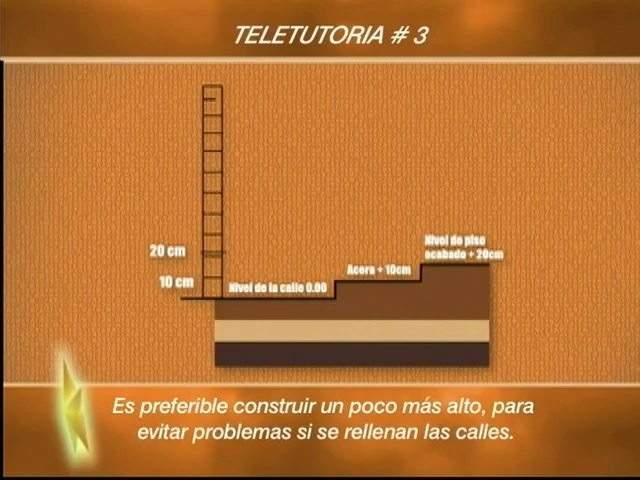 TELETUTORIA # 3
Nivel de piso
acabado + 20cm
20 cm
Acera + 10cm
10 cm
Nivel de la calle 0.00
Es preferible construir un poco más alto, para
evitar problemas si se rellenan las calles.